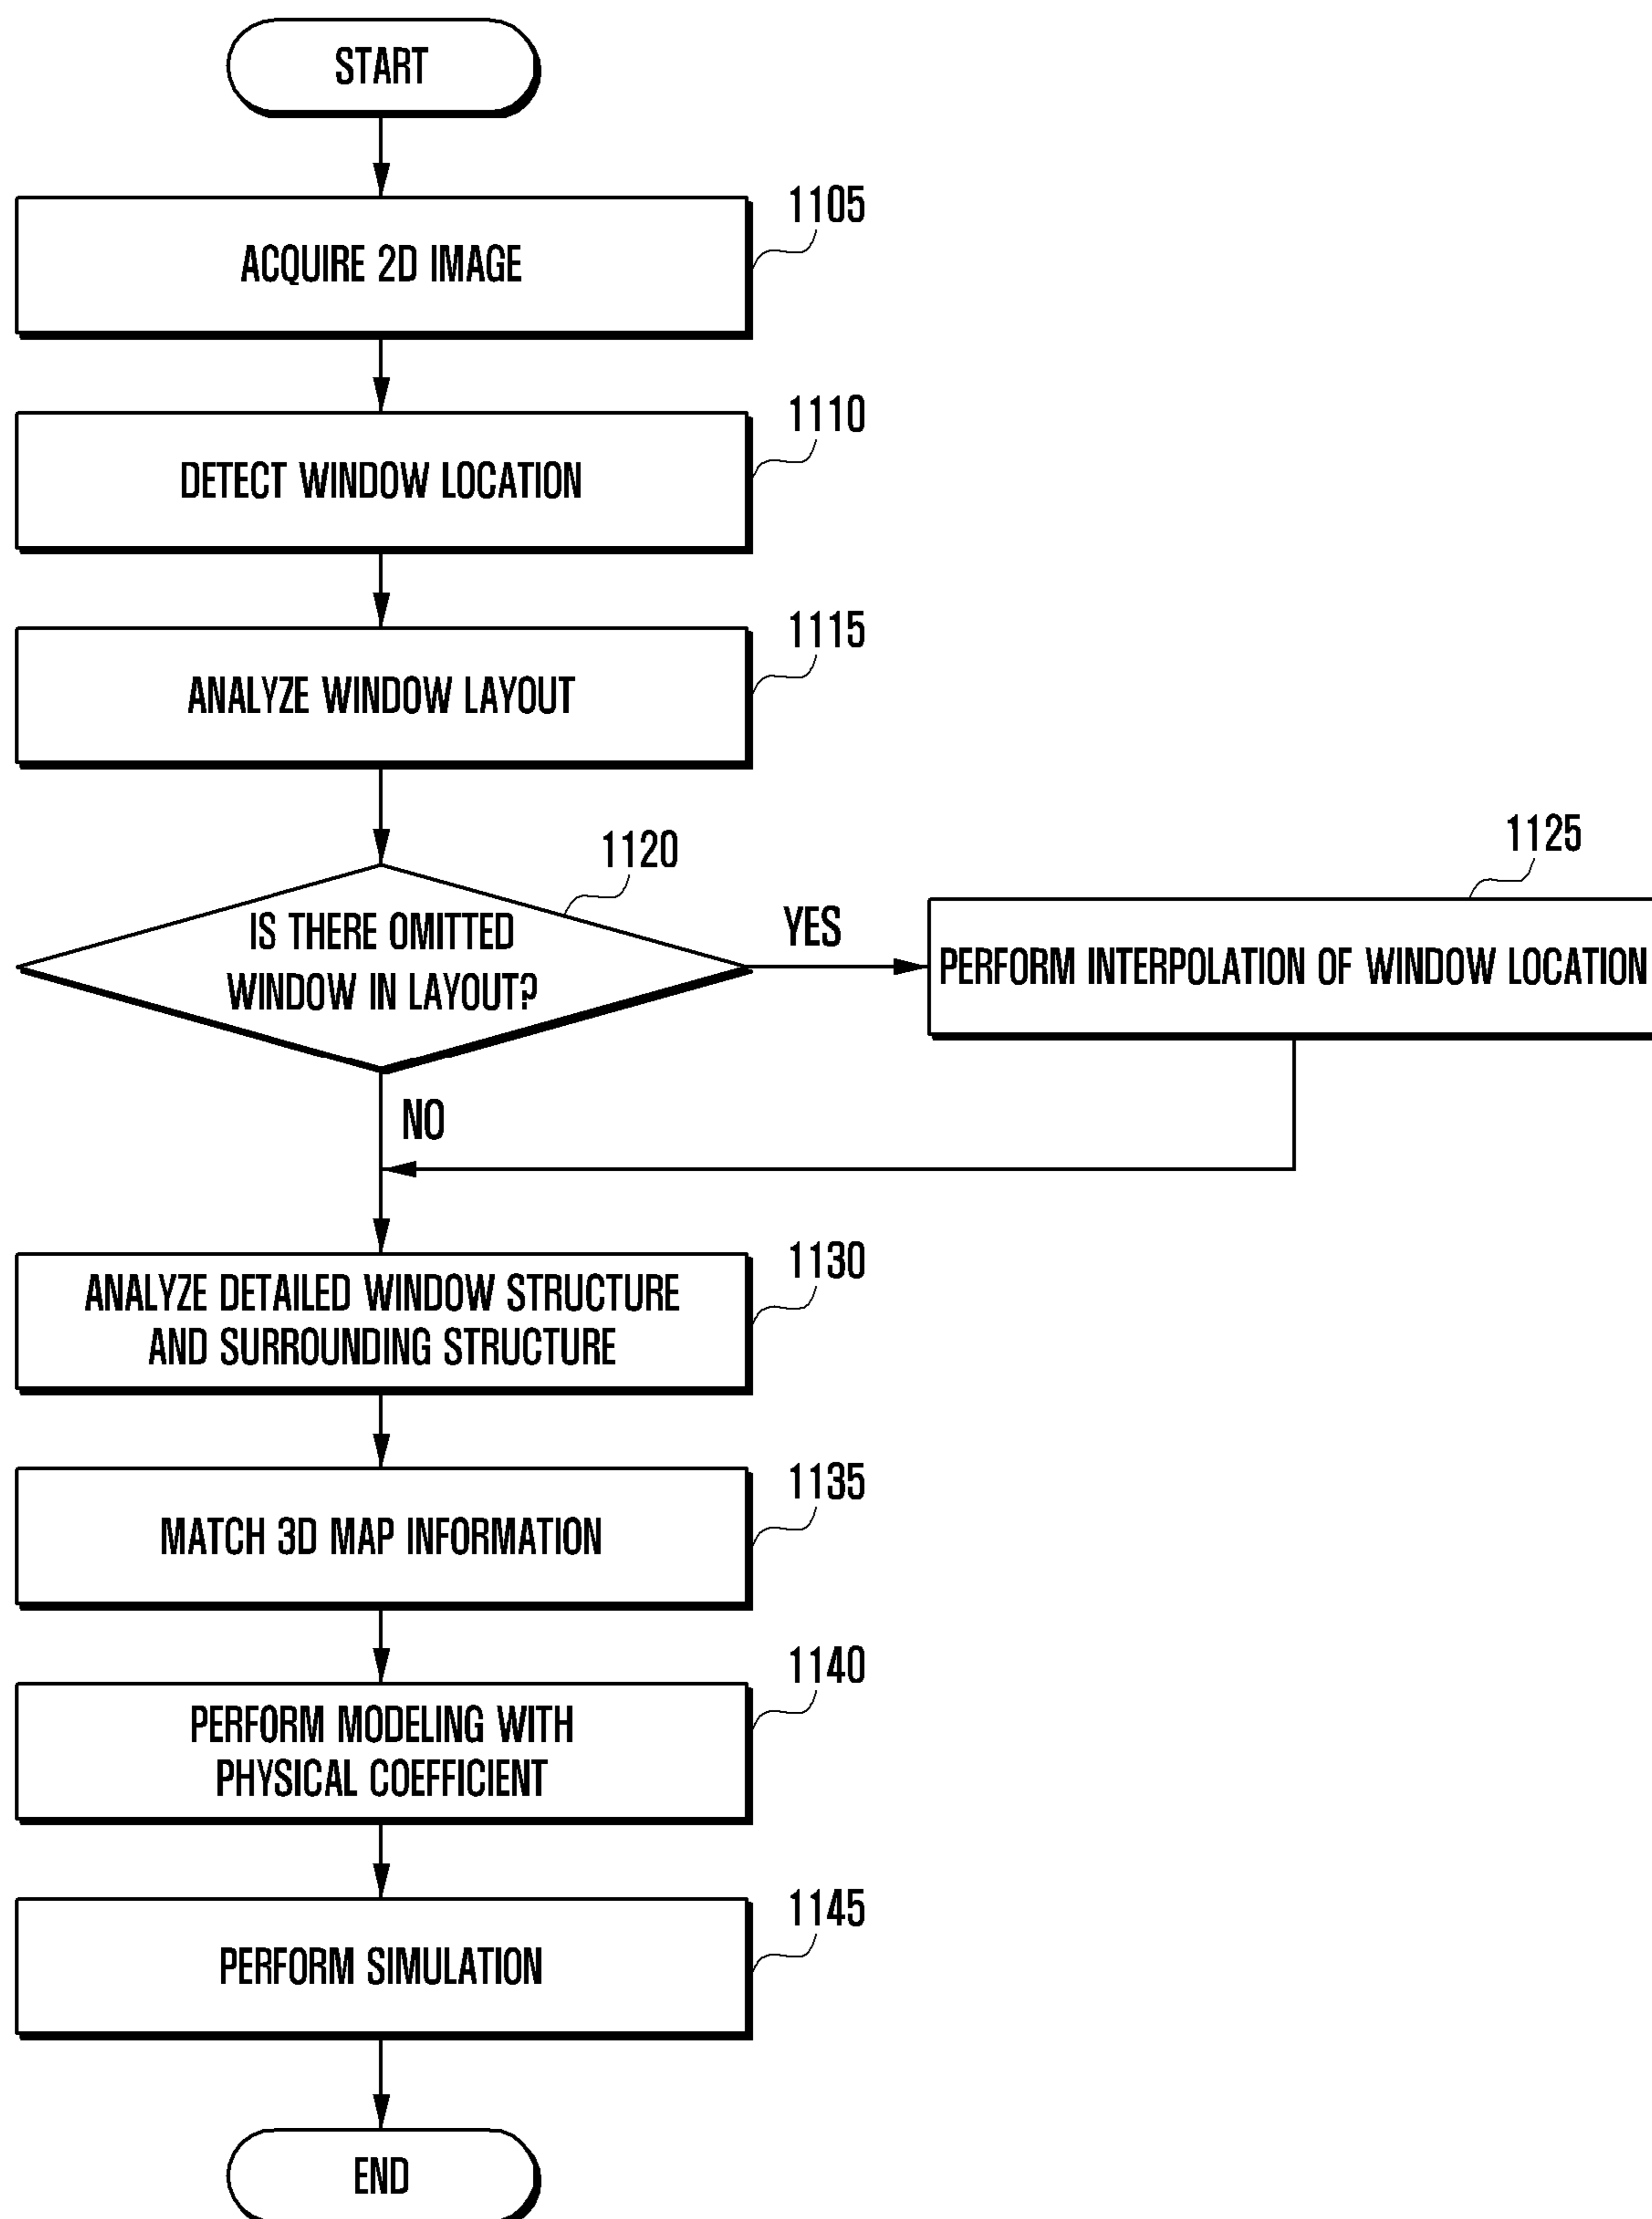 START
1105
ACQUIRE 2D IMAGE
1110
DETECT WINDOW LOCATION
1115
ANALYZE WINDOW LAYOUT
1120
IS THERE OMITTED
WINDOW IN LAYOUT?
YES
1125
PERFORM INTERPOLATION OF WINDOW LOCATION
NO
1130
ANALYZE DETAILED WINDOW STRUCTURE
AND SURROUNDING STRUCTURE
1135
MATCH 3D MAP INFORMATION
1140
PERFORM MODELING WITH
PHYSICAL COEFFICIENT
1145
PERFORM SIMULATION
END